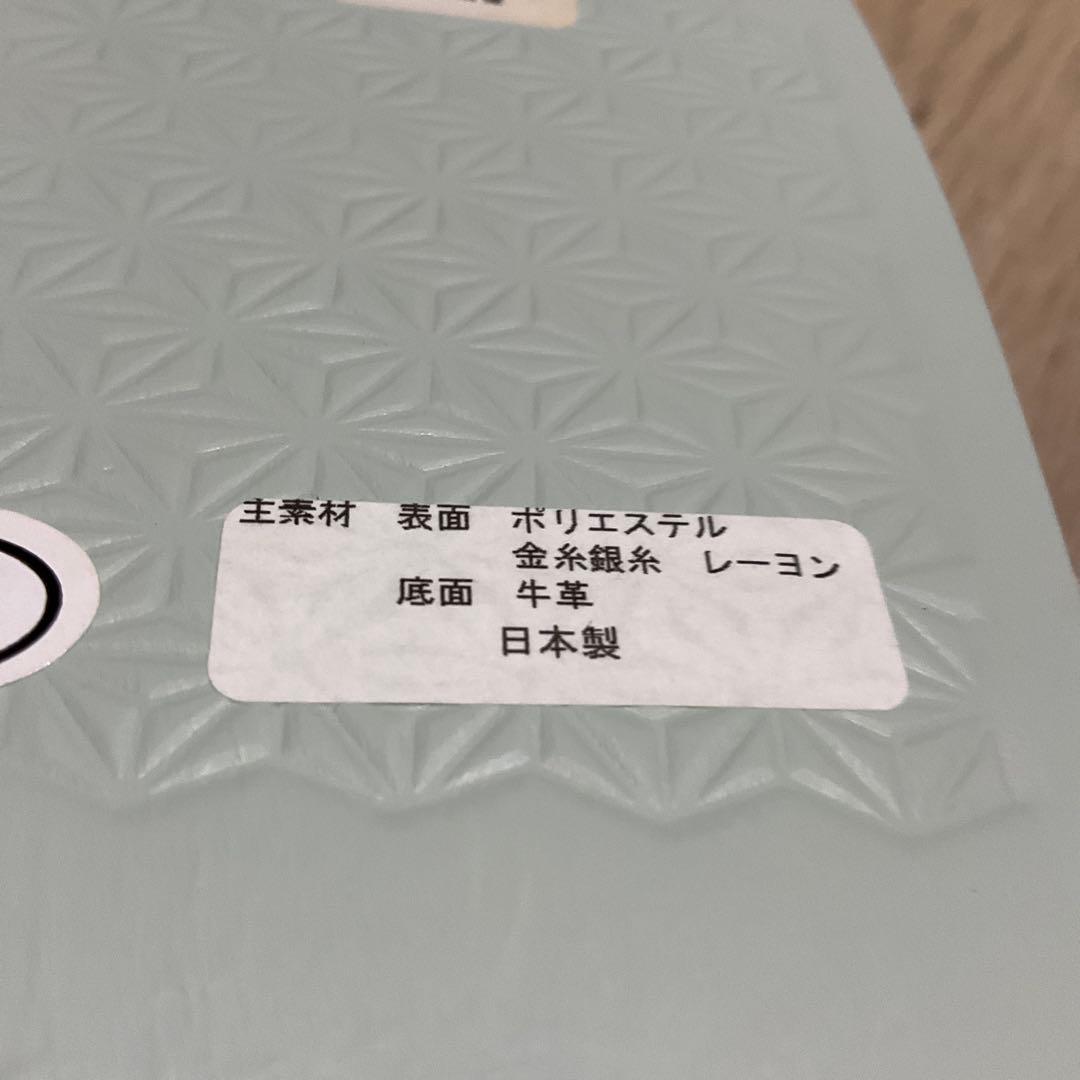 主素材 表面 ポリエステル
金糸銀糸 レーヨン
底面 牛革
日本製